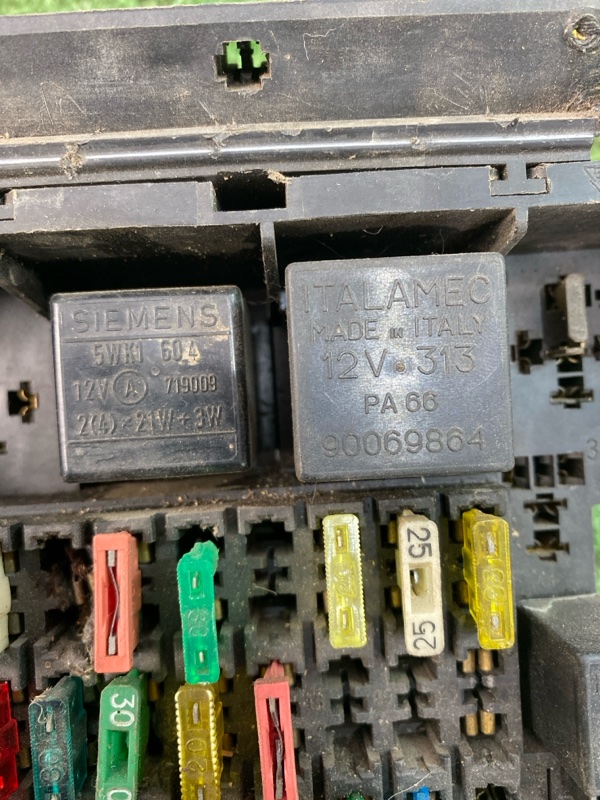 SIEMENS
5WK1 604
12V A 719009
2(4)×21W+3W
ITALAMEC
MADE IN ITALY
12V·313
PA 66
90069864
25
25
30
20